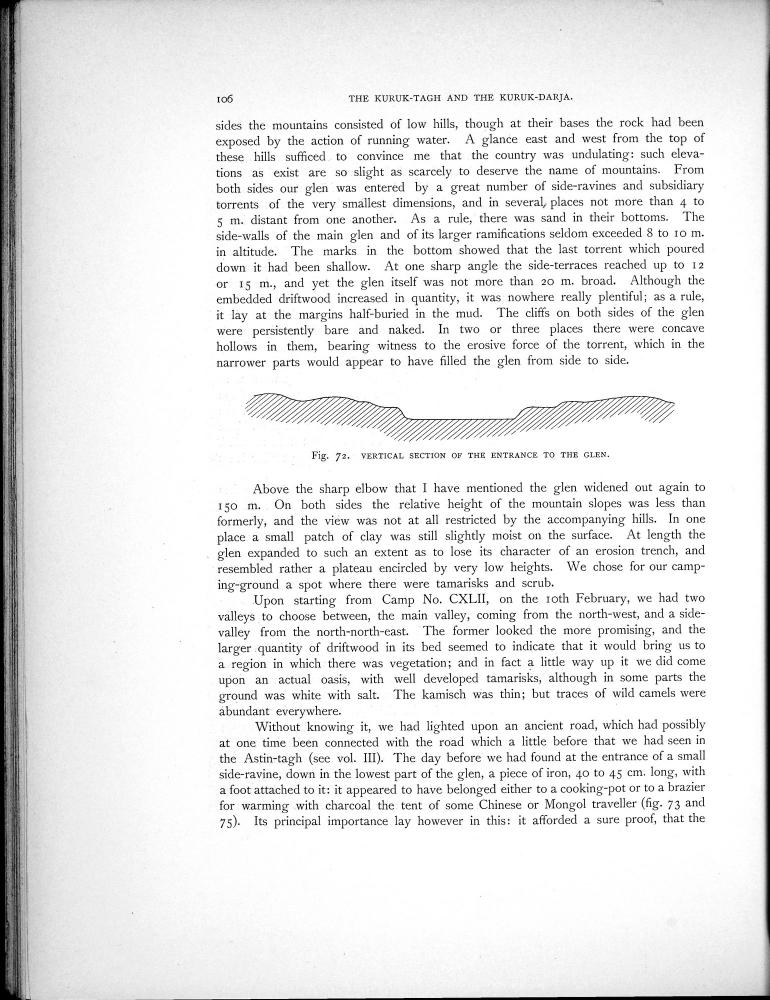 106 THE KURUK-TAGH AND THE KURUK-DARJA.
sides the mountains consisted of low hills, though at their bases the rock had been
exposed by the action of running water. A glance east and west from the top of
these hills sufficed to convince me that the country was undulating: such eleva-
tions as exist are so slight as scarcely to deserve the name of mountains. From
both sides our glen was entered by a great number of side-ravines and subsidiary
torrents of the very smallest dimensions, and in several, places not more than 4 to
5 m. distant from one another. As a rule, there was sand in their bottoms. The
side-walls of the main glen and of its larger ramifications seldom exceeded 8 to 10 m.
in altitude. The marks in the bottom showed that the last torrent which poured
down it had been shallow. At one sharp angle the side-terraces reached up to 12
or 15 m., and yet the glen itself was not more than 20 m. broad. Although the
embedded driftwood increased in quantity, it was nowhere really plentiful; as a rule,
it lay at the margins half-buried in the mud. The cliffs on both sides of the glen
were persistently bare and naked. In two or three places there were concave
hollows in them, bearing witness to the erosive force of the torrent, which in the
narrower parts would appear to have filled the glen from side to side.
Fig. 72. VERTICAL SECTION OF THE ENTRANCE TO THE GLEN.
Above the sharp elbow that I have mentioned the glen widened out again to
150 m. On both sides the relative height of the mountain slopes was less than
formerly, and the view was not at all restricted by the accompanying hills. In one
place a small patch of clay was still slightly moist on the surface. At length the
glen expanded to such an extent as to lose its character of an erosion trench, and
resembled rather a plateau encircled by very low heights. We chose for our camp-
ing-ground a spot where there were tamarisks and scrub.
Upon starting from Camp No. CXLII, on the 10th February, we had two
valleys to choose between, the main valley, coming from the north-west, and a side-
valley from the north-north-east. The former looked the more promising, and the
larger quantity of driftwood in its bed seemed to indicate that it would bring us to
a region in which there was vegetation; and in fact a little way up it we did come
upon an actual oasis, with well developed tamarisks, although in some parts the
ground was white with salt. The kamisch was thin; but traces of wild camels were
abundant everywhere.
Without knowing it, we had lighted upon an ancient road, which had possibly
at one time been connected with the road which a little before that we had seen in
the Astin-tagh (see vol. III). The day before we had found at the entrance of a small
side-ravine, down in the lowest part of the glen, a piece of iron, 40 to 45 cm. long, with
a foot attached to it: it appeared to have belonged either to a cooking-pot or to a brazier
for warming with charcoal the tent of some Chinese or Mongol traveller (fig. 73 and
75). Its principal importance lay however in this: it afforded a sure proof, that the